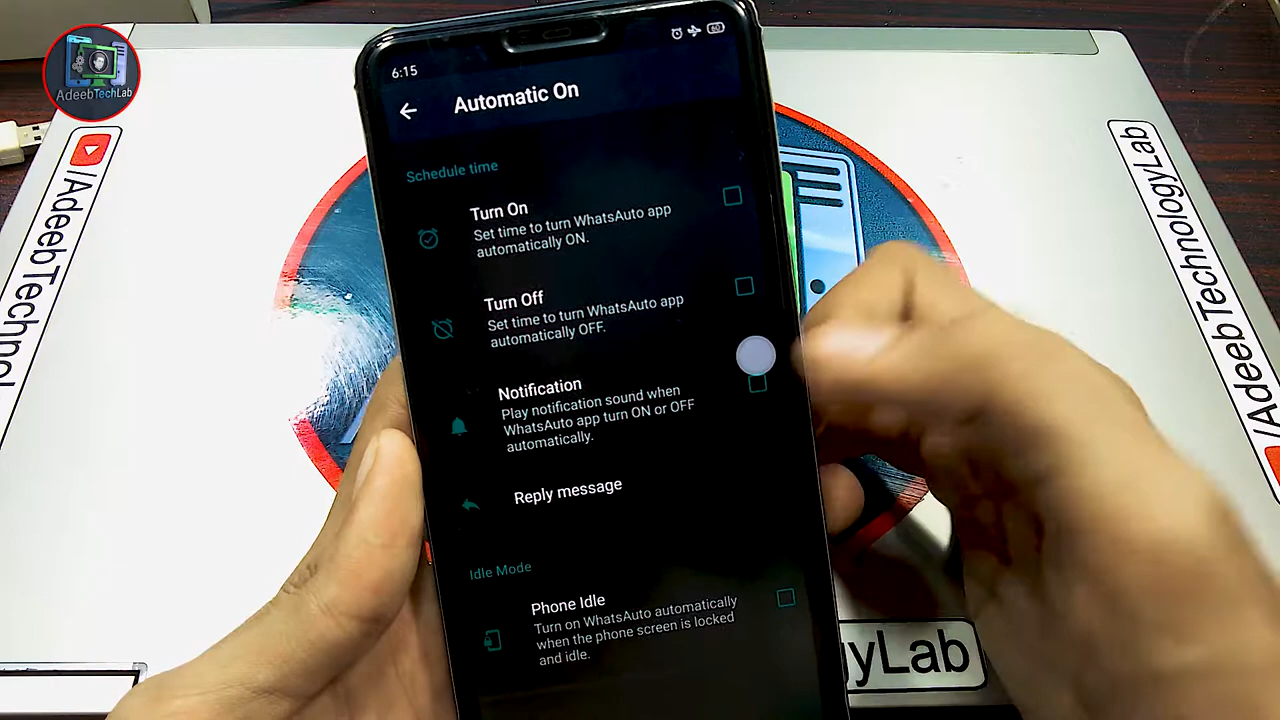 AdeebTechLab
/AdeebTechnol
6:15
60
Automatic On
Schedule time
Turn On
Set time to turn WhatsAuto app
automatically ON.
Turn Off
Set time to turn WhatsAuto app
automatically OFF.
Notification
Play notification sound when
WhatsAuto app turn ON or OFF
automatically.
Reply message
Idle Mode
Phone Idle
Turn on WhatsAuto automatically
when the phone screen is locked
and idle.
/AdeebTechnologyLab
gyLab